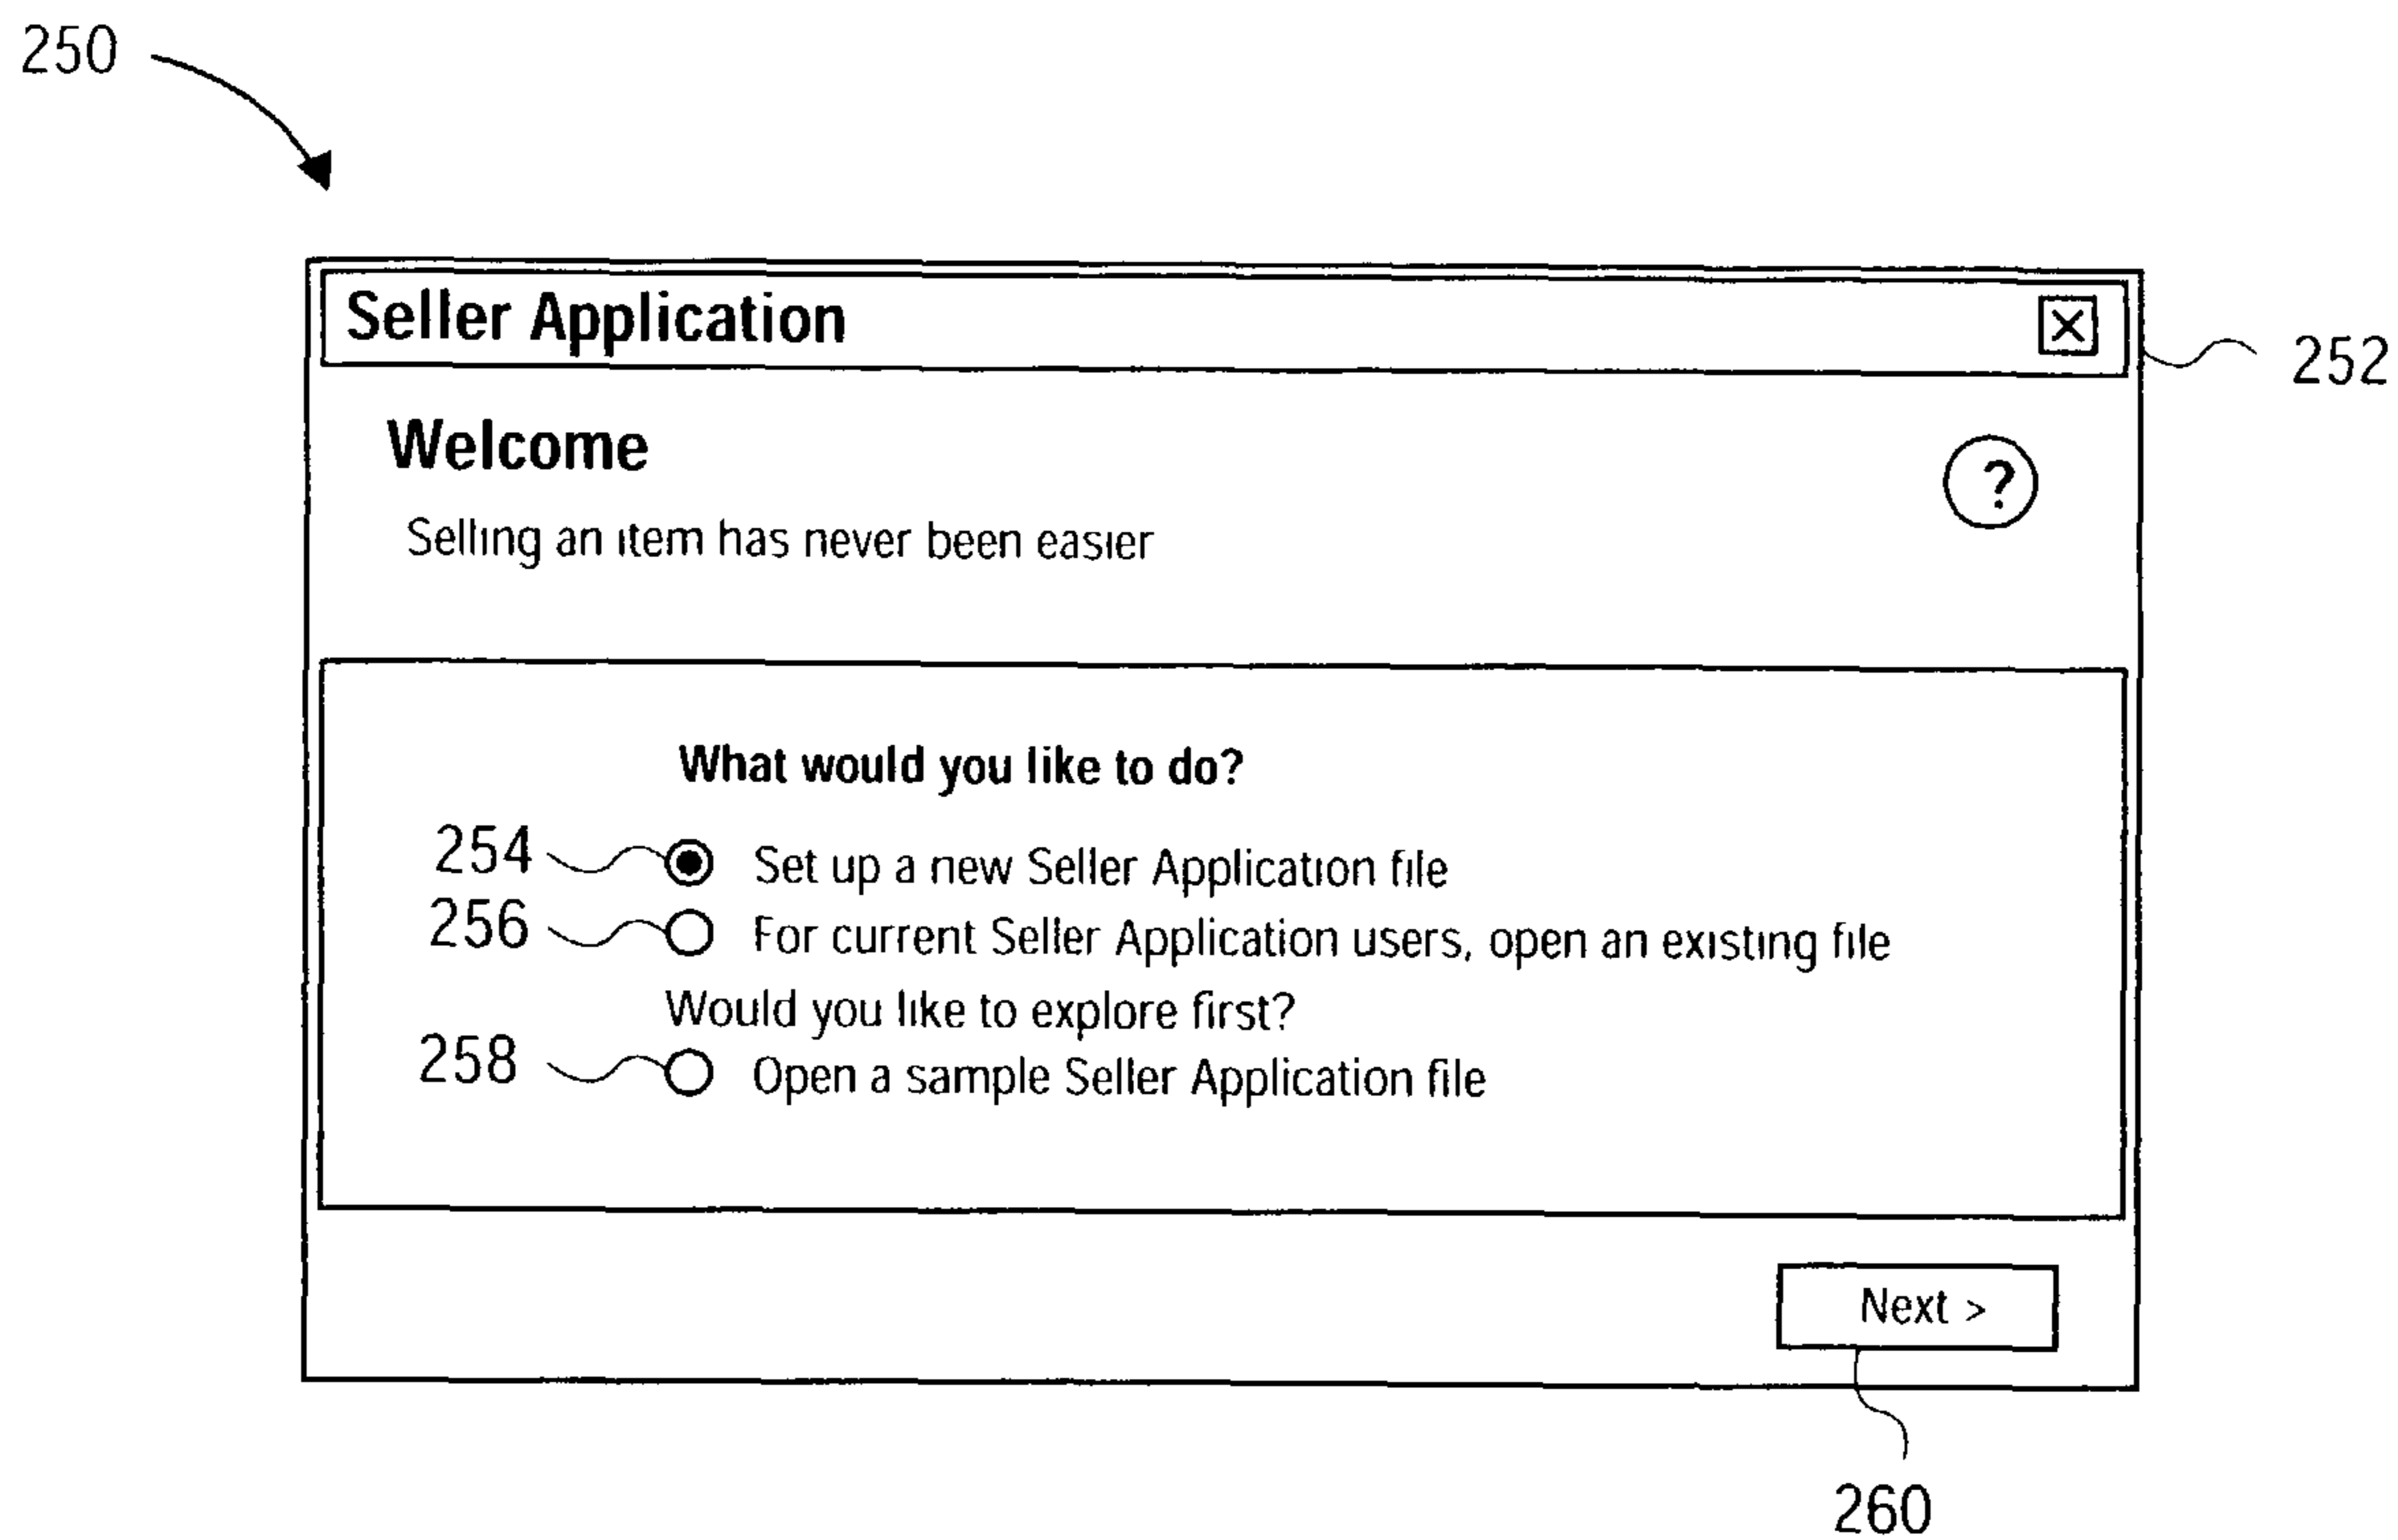 250
Seller Application
X
252
Welcome
?
Selling an item has never been easier
What would you like to do?
254 Set up a new Seller Application file
256 For current Seller Application users, open an existing file
Would you like to explore first?
258 Open a sample Seller Application file
Next >
260